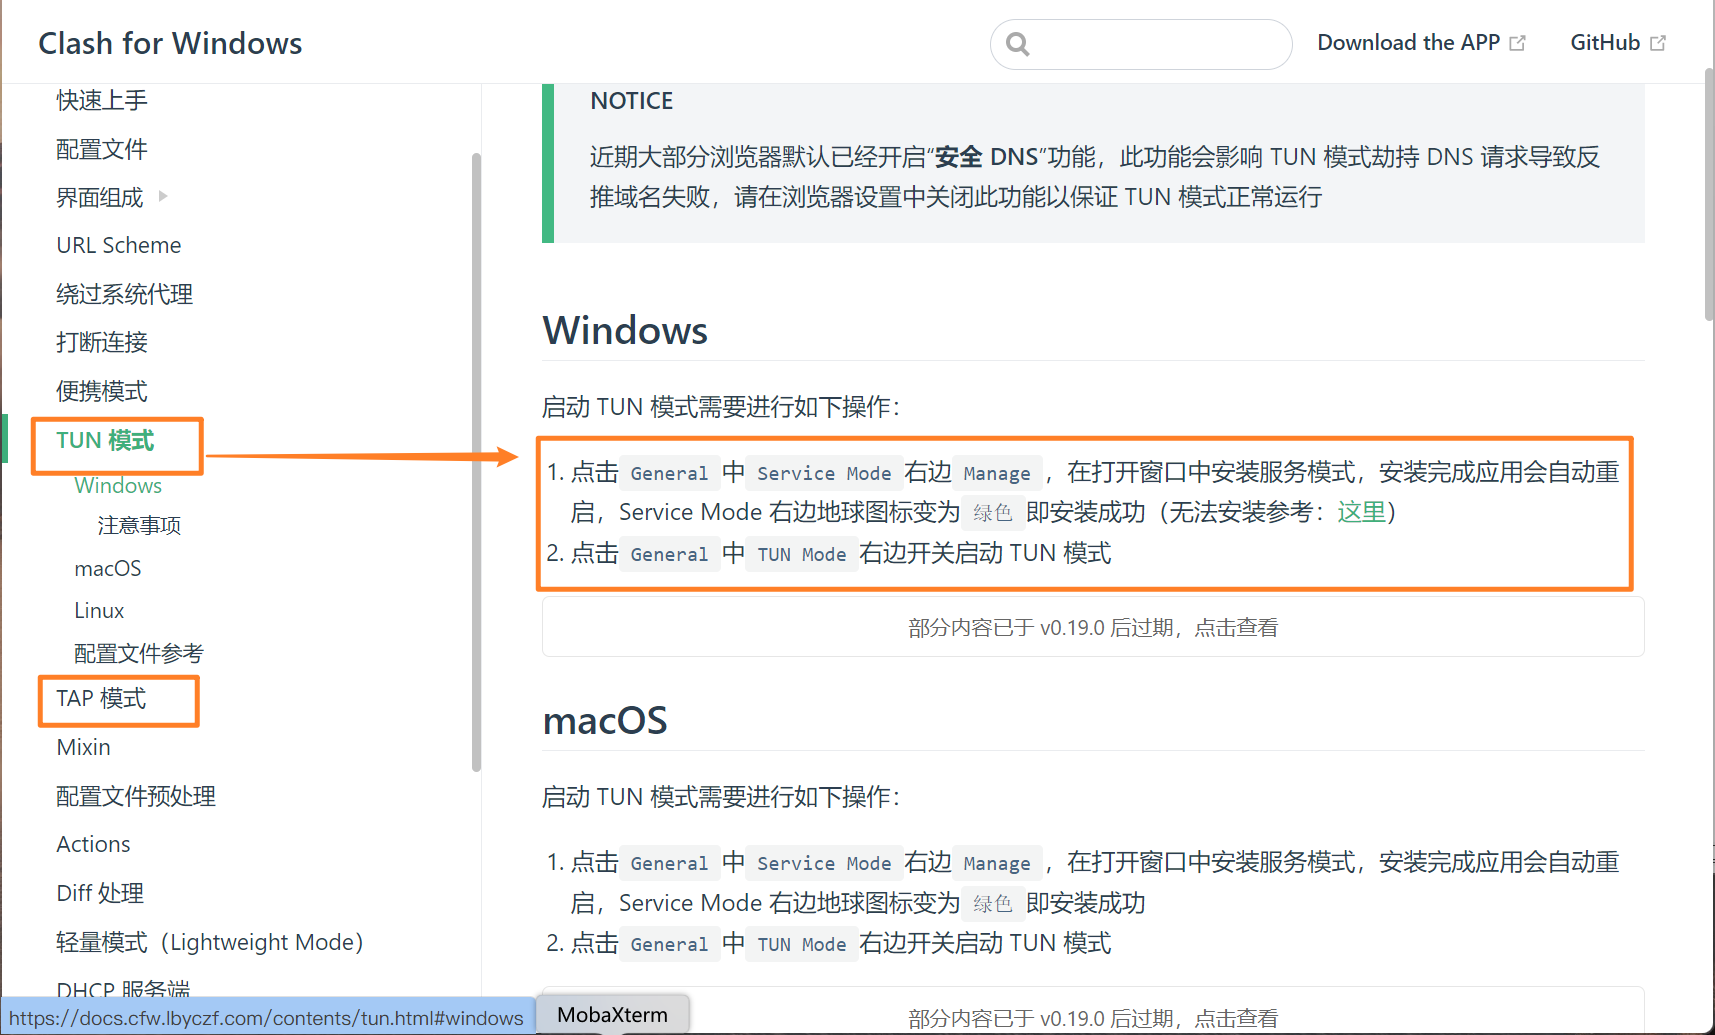 Clash for Windows
Download the APP
GitHub
快速上手
配置文件
界面组成
URL Scheme
绕过系统代理
打断连接
便携模式
TUN 模式
Windows
注意事项
macOS
Linux
配置文件参考
TAP 模式
Mixin
配置文件预处理
Actions
Diff 处理
轻量模式（Lightweight Mode）
DHCP 服务端
NOTICE
近期大部分浏览器默认已经开启“安全 DNS”功能，此功能会影响 TUN 模式劫持 DNS 请求导致反
推域名失败，请在浏览器设置中关闭此功能以保证 TUN 模式正常运行
Windows
启动 TUN 模式需要进行如下操作：
1. 点击 General 中 Service Mode 右边 Manage ，在打开窗口中安装服务模式，安装完成应用会自动重
启，Service Mode 右边地球图标变为 绿色 即安装成功（无法安装参考：这里）
2. 点击 General 中 TUN Mode 右边开关启动 TUN 模式
部分内容已于 v0.19.0 后过期，点击查看
macOS
启动 TUN 模式需要进行如下操作：
1. 点击 General 中 Service Mode 右边 Manage ，在打开窗口中安装服务模式，安装完成应用会自动重
启，Service Mode 右边地球图标变为 绿色 即安装成功
2. 点击 General 中 TUN Mode 右边开关启动 TUN 模式
部分内容已于 v0.19.0 后过期，点击查看
https://docs.cfw.lbyczf.com/contents/tun.html#windows
MobaXterm